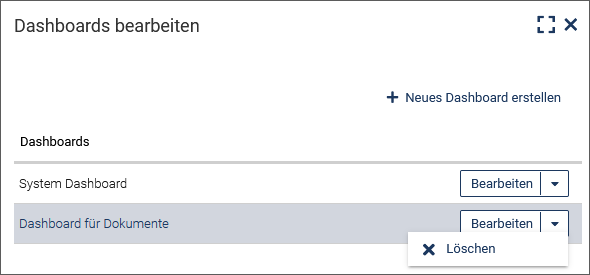 Dashboards bearbeiten
Neues Dashboard erstellen
Dashboards
System Dashboard Bearbeiten
Dashboard für Dokumente Bearbeiten
Löschen